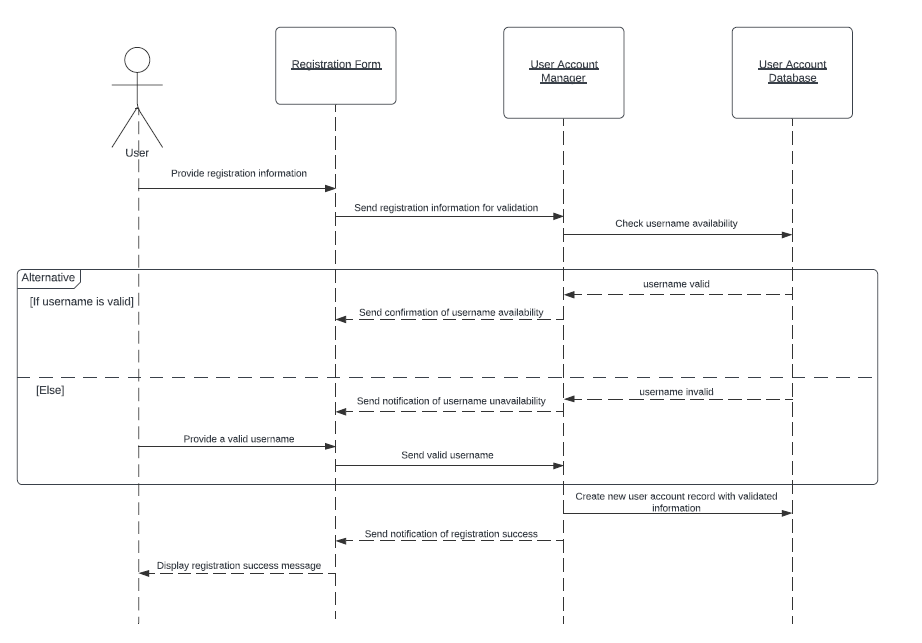 Registration Form
User Account
Manager
User Account
Database
User
Provide registration information
Send registration information for validation
Check username availability
Alternative
username valid
[If username is valid]
Send confirmation of username availability
[Else]
username invalid
Send notification of username unavailability
Provide a valid username
Send valid username
Create new user account record with validated
information
Send notification of registration success
Display registration success message